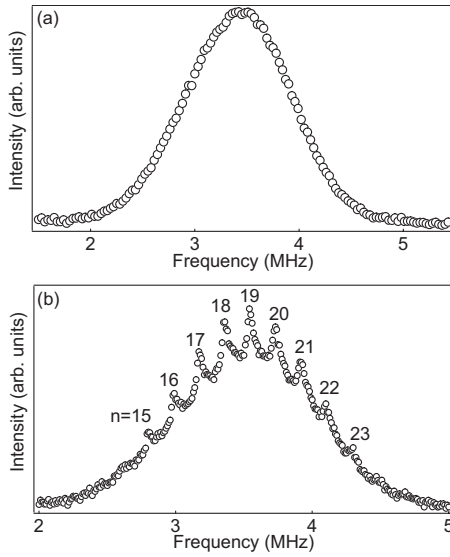 (a)
Intensity (arb. units)
2 3 4 5
Frequency (MHz)
(b)
Intensity (arb. units)
n=15 16 17 18 19 20 21 22 23
2 3 4 5
Frequency (MHz)